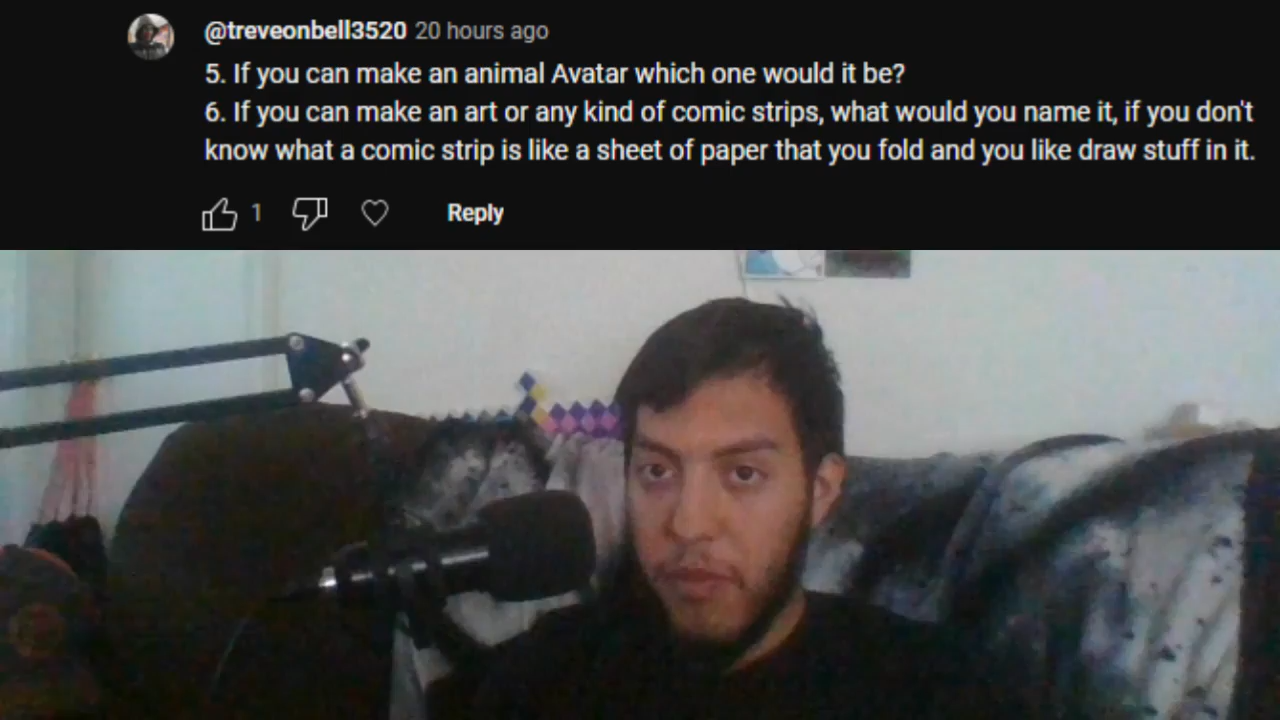 @treveonbell3520 20 hours ago
5. If you can make an animal Avatar which one would it be?
6. If you can make an art or any kind of comic strips, what would you name it, if you don't
know what a comic strip is like a sheet of paper that you fold and you like draw stuff in it.
1 Reply